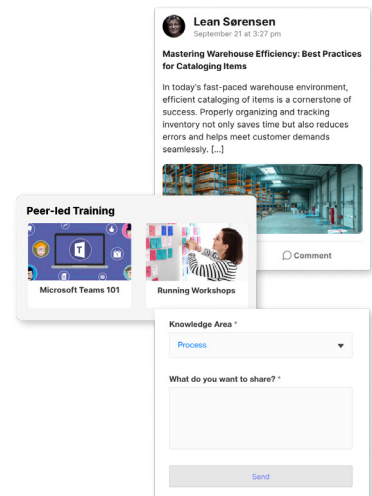 Lean Sørensen
September 21 at 3:27 pm
Mastering Warehouse Efficiency: Best Practices
for Cataloging Items
In today's fast-paced warehouse environment,
efficient cataloging of items is a cornerstone of
success. Properly organizing and tracking
inventory not only saves time but also reduces
errors and helps meet customer demands
seamlessly. [...]
Comment
Peer-led Training
T
Microsoft Teams 101
Running Workshops
Knowledge Area *
Process
What do you want to share? *
Send